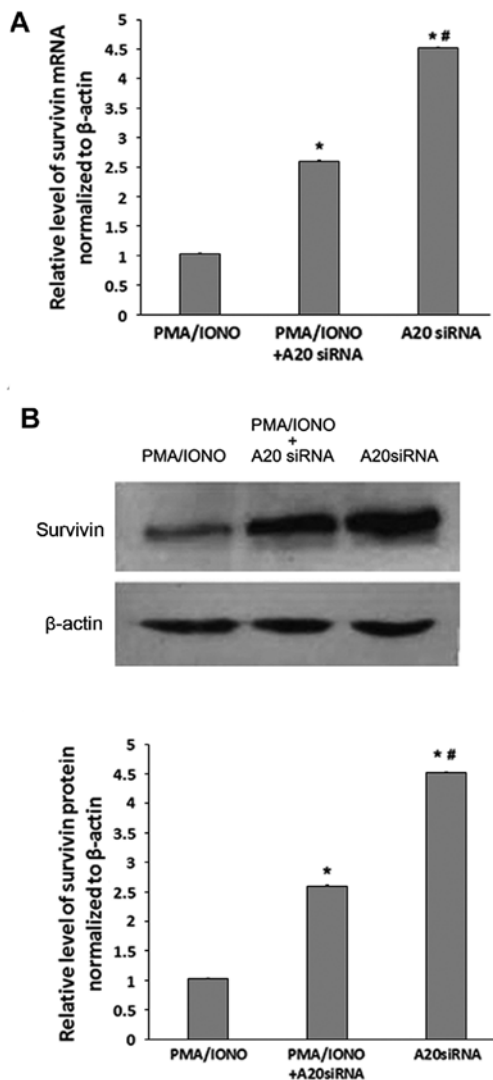 A
Relative level of survivin mRNA
normalized to β-actin
5
4.5
4
3.5
3
2.5
2
1.5
1
0.5
0
*
* #
PMA/IONO
PMA/IONO
+A20 siRNA
A20 siRNA
B
PMA/IONO
PMA/IONO
+
A20 siRNA
A20siRNA
Survivin
β-actin
Relative level of survivin protein
normalized to β-actin
5
4.5
4
3.5
3
2.5
2
1.5
1
0.5
0
*
* #
PMA/IONO
PMA/IONO
+A20siRNA
A20siRNA